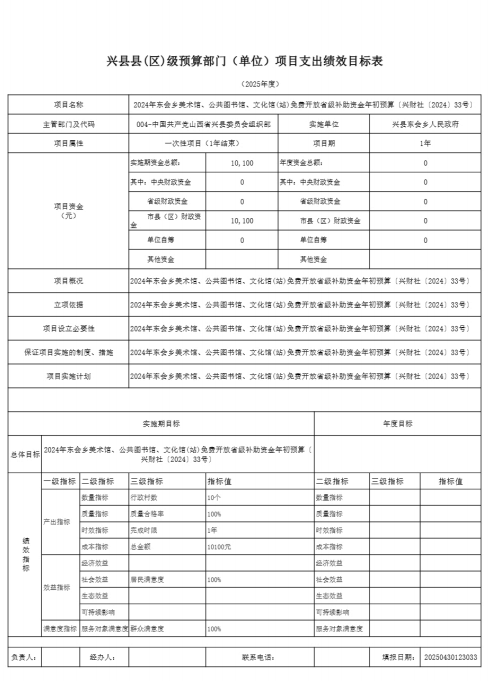 兴县县(区)级预算部门（单位）项目支出绩效目标表
（2025年度）
项目名称 2024年东会乡美术馆、公共图书馆、文化馆(站)免费开放省级补助资金年初预算〔兴财社〔2024〕33号〕
主管部门及代码 004-中国共产党山西省兴县委员会组织部 实施单位 兴县东会乡人民政府
项目属性 一次性项目（1年结束） 项目期 1年
项目资金
（元）
实施期资金总额： 10,100 年度资金总额： 0
其中：中央财政资金 0 其中：中央财政资金 0
省级财政资金 0 省级财政资金 0
市县（区）财政资金 10,100 市县（区）财政资金 0
单位自筹 0 单位自筹 0
其他资金 其他资金
项目概况 2024年东会乡美术馆、公共图书馆、文化馆(站)免费开放省级补助资金年初预算〔兴财社〔2024〕33号〕
立项依据 2024年东会乡美术馆、公共图书馆、文化馆(站)免费开放省级补助资金年初预算〔兴财社〔2024〕33号〕
项目设立必要性 2024年东会乡美术馆、公共图书馆、文化馆(站)免费开放省级补助资金年初预算〔兴财社〔2024〕33号〕
保证项目实施的制度、措施 2024年东会乡美术馆、公共图书馆、文化馆(站)免费开放省级补助资金年初预算〔兴财社〔2024〕33号〕
项目实施计划 2024年东会乡美术馆、公共图书馆、文化馆(站)免费开放省级补助资金年初预算〔兴财社〔2024〕33号〕
实施期目标 年度目标
总体目标 2024年东会乡美术馆、公共图书馆、文化馆(站)免费开放省级补助资金年初预算〔
兴财社〔2024〕33号〕
绩效指标
一级指标 二级指标 三级指标 指标值 二级指标 三级指标 指标值
产出指标
数量指标 行政村数 10个 数量指标
质量指标 质量合格率 100% 质量指标
时效指标 完成时限 1年 时效指标
成本指标 总金额 10100元 成本指标
效益指标
经济效益 经济效益
社会效益 居民满意度 100% 社会效益
生态效益 生态效益
可持续影响 可持续影响
满意度指标 服务对象满意度 群众满意度 100% 服务对象满意度
负责人： 经办人： 联系电话： 填报日期： 20250430123033